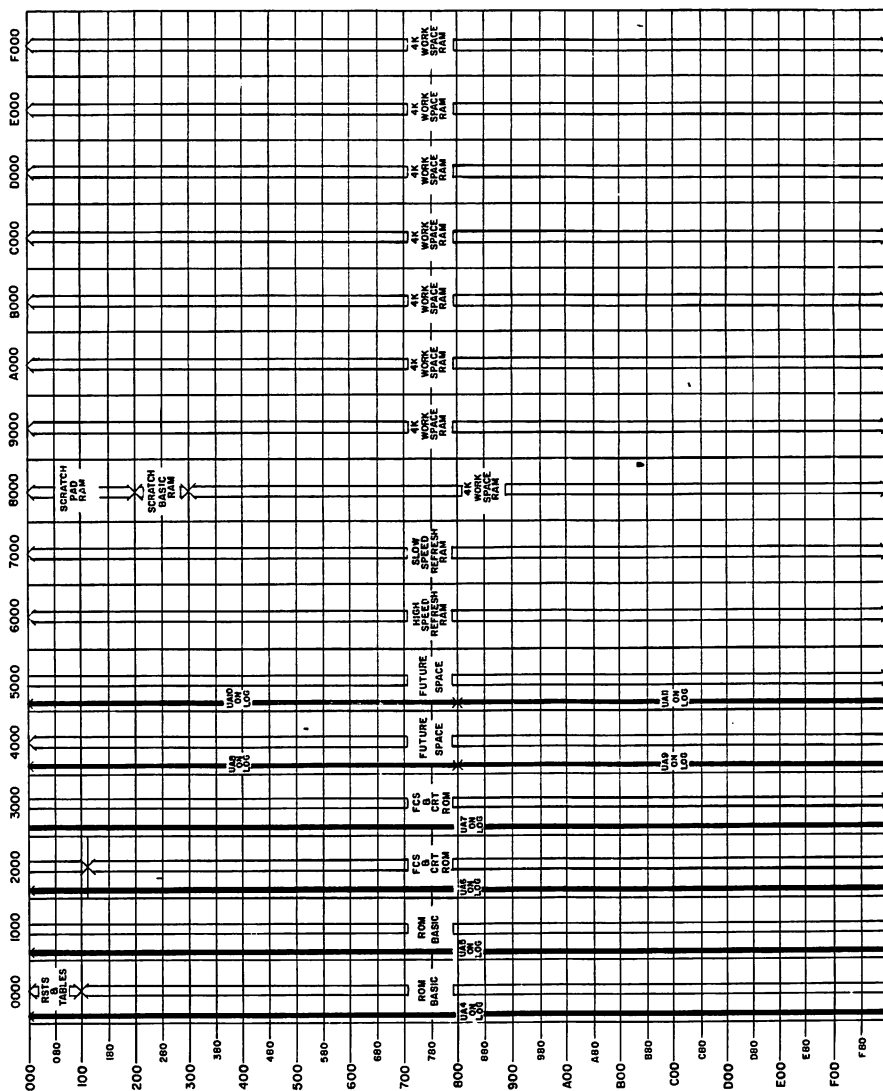 0000 1000 2000 3000 4000 5000 6000 7000 8000 9000 A000 B000 C000 D000 E000 F000
000
080
100
180
200
280
300
380
400
480
500
580
600
680
700
780
800
880
900
980
A00
A80
B00
B80
C00
C80
D00
D80
E00
E80
F00
F80
RSTS
&
TABLES
ROM
BASIC
UA4
ON
LOG
ROM
BASIC
UA5
ON
LOG
FCS
&
CRT
ROM
UA6
ON
LOG
FCS
&
CRT
ROM
UA7
ON
LOG
UA8
ON
LOG
FUTURE
SPACE
UA9
ON
LOG
UA10
ON
LOG
FUTURE
SPACE
UA11
ON
LOG
HIGH
SPEED
REFRESH
RAM
SLOW
SPEED
REFRESH
RAM
SCRATCH
PAD
RAM
SCRATCH
BASIC
RAM
4K
WORK
SPACE
RAM
4K
WORK
SPACE
RAM
4K
WORK
SPACE
RAM
4K
WORK
SPACE
RAM
4K
WORK
SPACE
RAM
4K
WORK
SPACE
RAM
4K
WORK
SPACE
RAM
4K
WORK
SPACE
RAM